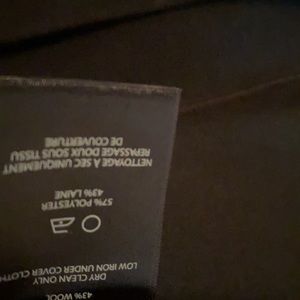 43% WOOL
LOW IRON UNDER COVER CLOTH
DRY CLEAN ONLY
57% POLYESTER
43% LAINE
NETTOYAGE À SEC UNIQUEMENT
REPASSAGE DOUX SOUS TISSU
DE COUVERTURE